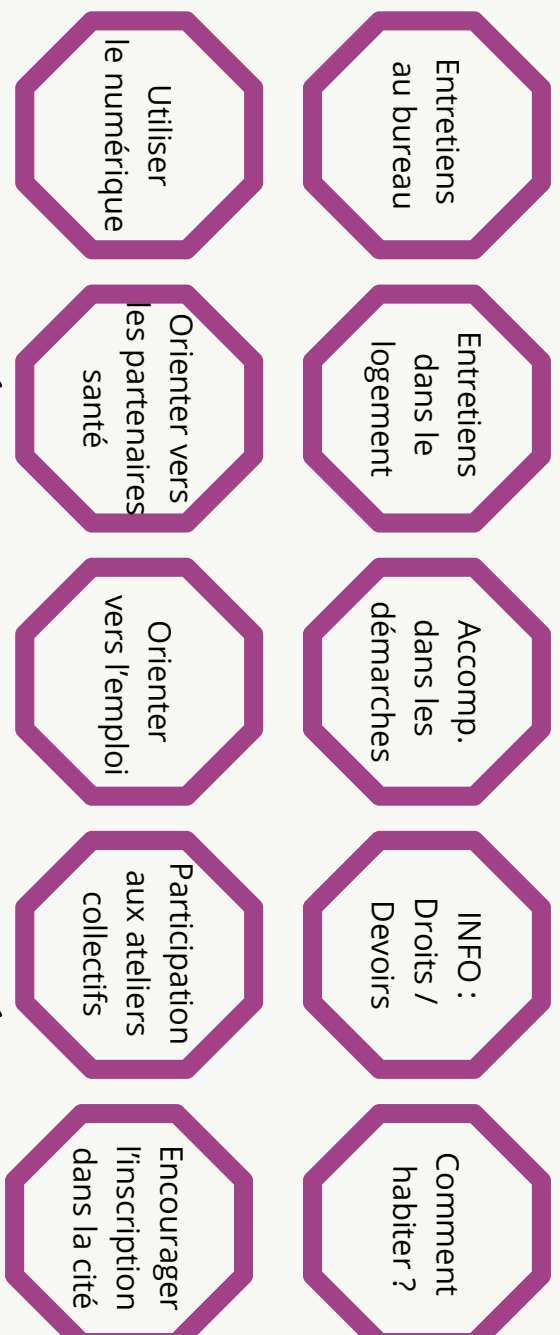 Entretiens
au bureau
Entretiens
dans le
logement
Accomp.
dans les
démarches
INFO :
Droits /
Devoirs
Comment
habiter ?
Utiliser
le numérique
Orienter vers
les partenaires
santé
Orienter
vers l'emploi
Participation
aux ateliers
collectifs
Encourager
l'inscription
dans la cité